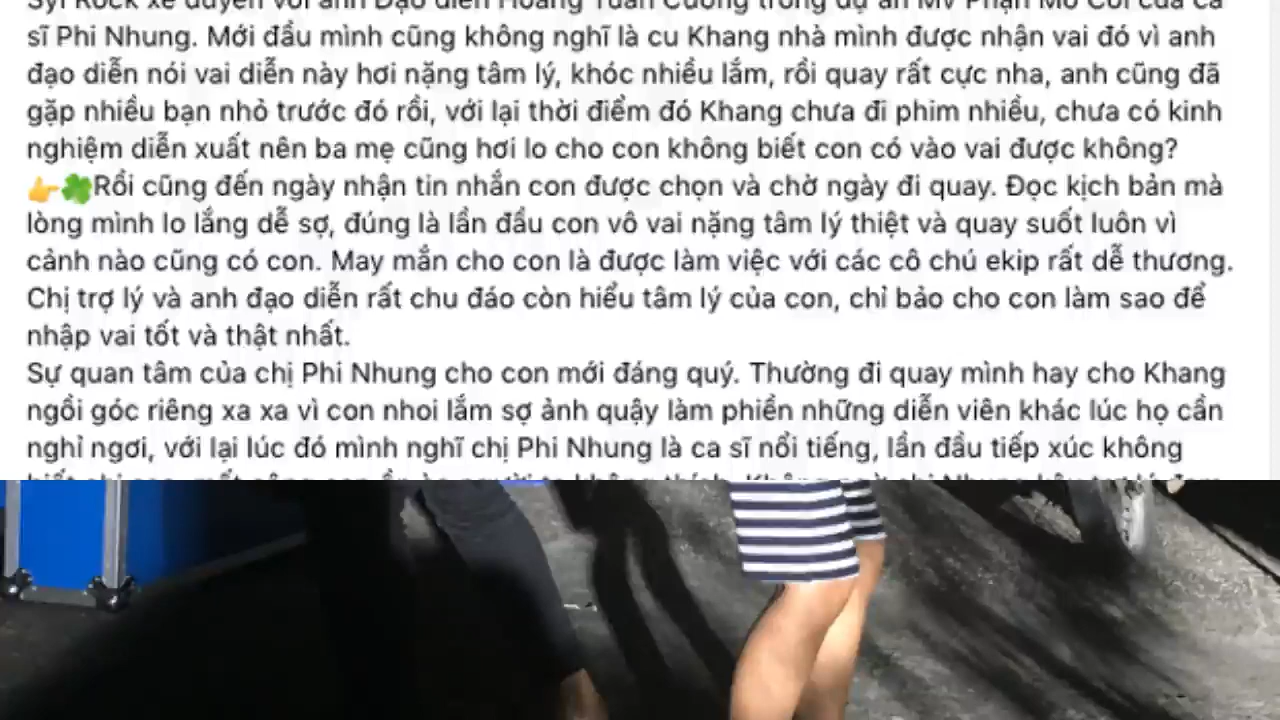 Syl Rock xe duyên với anh Đạo diễn Hoàng Tuấn Cường trong dự án MV Phận Mồ Côi của ca
sĩ Phi Nhung. Mới đầu mình cũng không nghĩ là cu Khang nhà mình được nhận vai đó vì anh
đạo diễn nói vai diễn này hơi nặng tâm lý, khóc nhiều lắm, rồi quay rất cực nha, anh cũng đã
gặp nhiều bạn nhỏ trước đó rồi, với lại thời điểm đó Khang chưa đi phim nhiều, chưa có kinh
nghiệm diễn xuất nên ba mẹ cũng hơi lo cho con không biết con có vào vai được không?
👉🍀Rồi cũng đến ngày nhận tin nhắn con được chọn và chờ ngày đi quay. Đọc kịch bản mà
lòng mình lo lắng dễ sợ, đúng là lần đầu con vô vai nặng tâm lý thiệt và quay suốt luôn vì
cảnh nào cũng có con. May mắn cho con là được làm việc với các cô chú ekip rất dễ thương.
Chị trợ lý và anh đạo diễn rất chu đáo còn hiểu tâm lý của con, chỉ bảo cho con làm sao để
nhập vai tốt và thật nhất.
Sự quan tâm của chị Phi Nhung cho con mới đáng quý. Thường đi quay mình hay cho Khang
ngồi góc riêng xa xa vì con nhoi lắm sợ ảnh quậy làm phiền những diễn viên khác lúc họ cần
nghỉ ngơi, với lại lúc đó mình nghĩ chị Phi Nhung là ca sĩ nổi tiếng, lần đầu tiếp xúc không